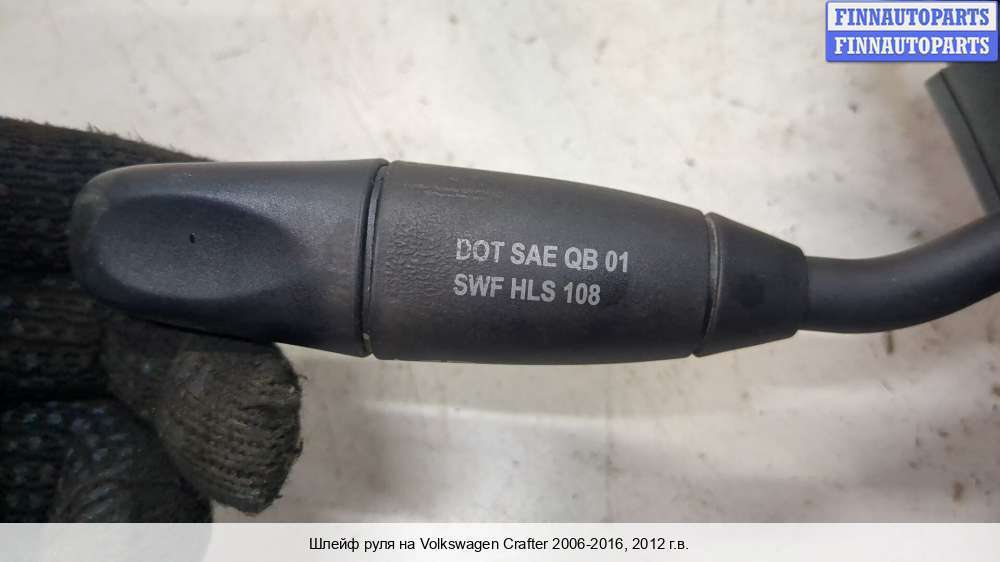 FINNAUTOPARTS
FINNAUTOPARTS
DOT SAE QB 01
SWF HLS 108
Шлейф руля на Volkswagen Crafter 2006-2016, 2012 г.в.